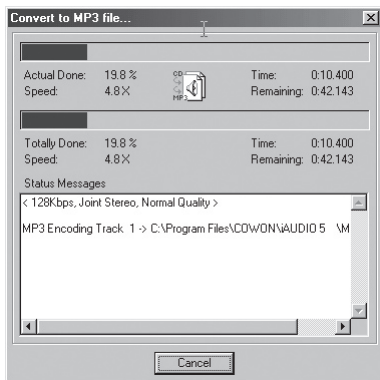 Convert to MP3 file...
Actual Done: 19.8 % Time: 0:10.400
Speed: 4.8X Remaining: 0:42.143
CD
MP3
Totally Done: 19.8 % Time: 0:10.400
Speed: 4.8X Remaining: 0:42.143
Status Messages
< 128Kbps, Joint Stereo, Normal Quality >
MP3 Encoding Track 1 -> C:\Program Files\COWON\iAUDIO 5 \M
Cancel